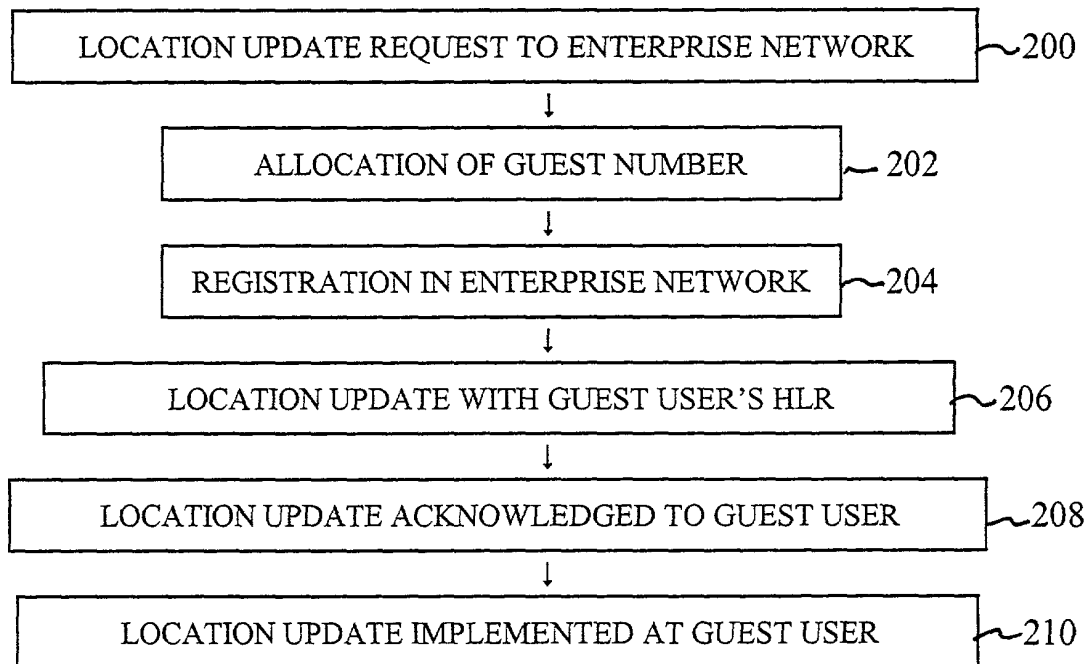 LOCATION UPDATE REQUEST TO ENTERPRISE NETWORK 200
ALLOCATION OF GUEST NUMBER 202
REGISTRATION IN ENTERPRISE NETWORK 204
LOCATION UPDATE WITH GUEST USER'S HLR 206
LOCATION UPDATE ACKNOWLEDGED TO GUEST USER 208
LOCATION UPDATE IMPLEMENTED AT GUEST USER 210